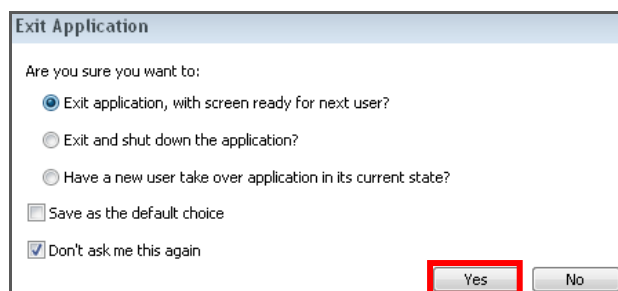 Exit Application
Are you sure you want to:
Exit application, with screen ready for next user?
Exit and shut down the application?
Have a new user take over application in its current state?
Save as the default choice
Don't ask me this again
Yes No